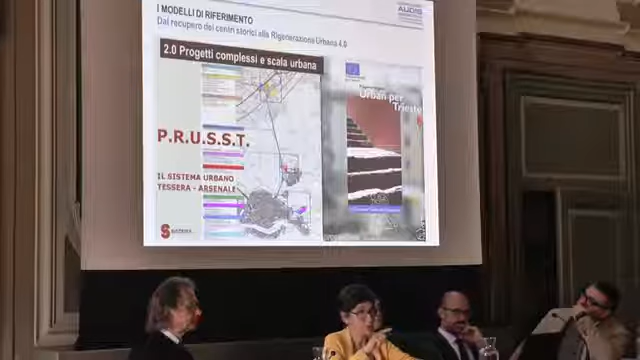 I MODELLI DI RIFERIMENTO
Dal recupero dei centri storici alla Rigenerazione Urbana 4.0
AUDIS
2.0 Progetti complessi e scala urbana
Urban per
Trieste
P.R.U.S.S.T.
IL SISTEMA URBANO
TESSERA - ARSENALE